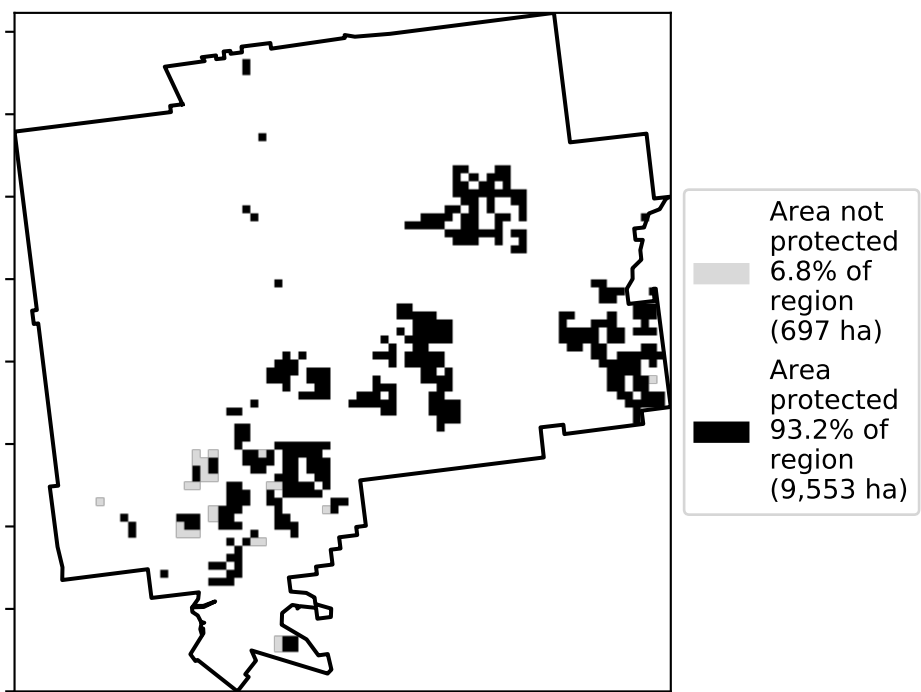 Area not
protected
6.8% of
region
(697 ha)
Area
protected
93.2% of
region
(9,553 ha)